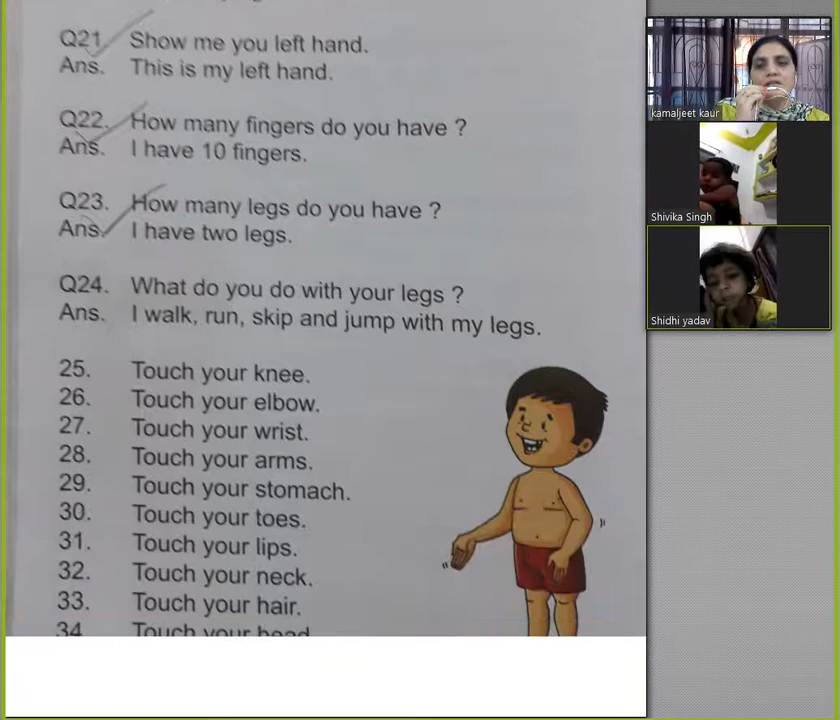 Q21. Show me you left hand.
Ans. This is my left hand.
Q22. How many fingers do you have ?
Ans. I have 10 fingers.
Q23. How many legs do you have ?
Ans. I have two legs.
Q24. What do you do with your legs ?
Ans. I walk, run, skip and jump with my legs.
25. Touch your knee.
26. Touch your elbow.
27. Touch your wrist.
28. Touch your arms.
29. Touch your stomach.
30. Touch your toes.
31. Touch your lips.
32. Touch your neck.
33. Touch your hair.
34 Touch your head
kamaljeet kaur
Shivika Singh
Shidhi yadav